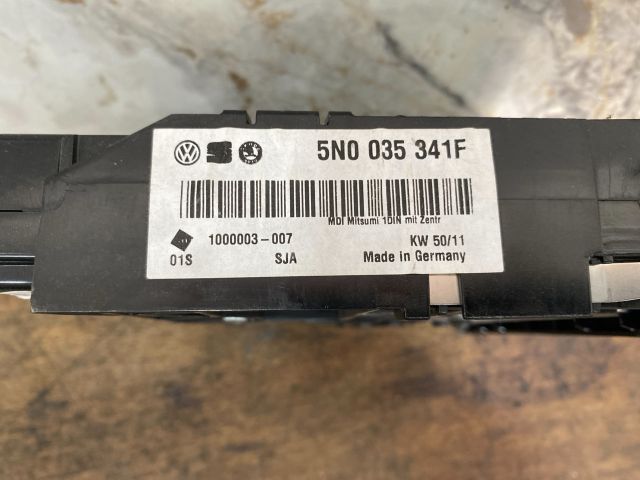 5N0 035 341F
MDI Mitsumi 1DIN mit Zentr
1000003-007 KW 50/11
01S SJA Made in Germany